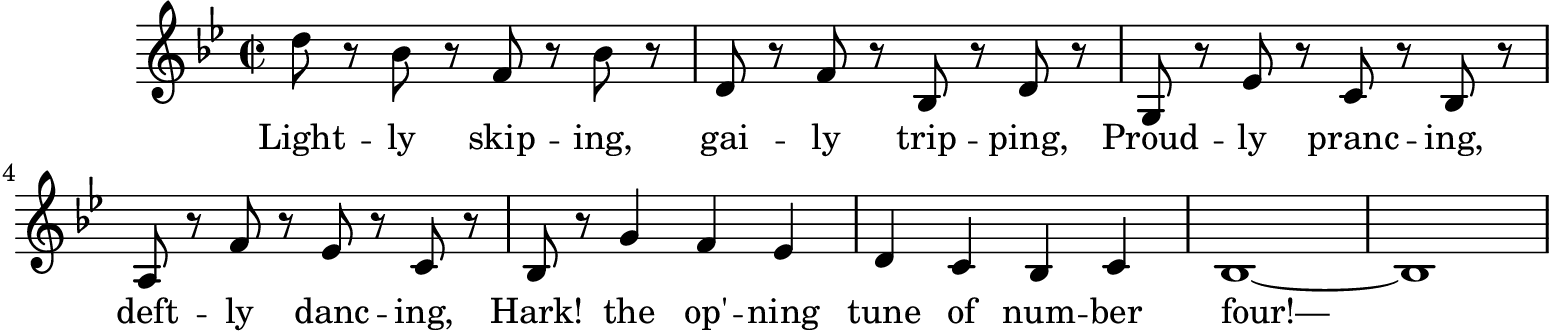 Light -- ly skip -- ing, gai -- ly trip -- ping, Proud -- ly pranc -- ing,
4
deft -- ly danc -- ing, Hark! the op' -- ning tune of num -- ber four!—